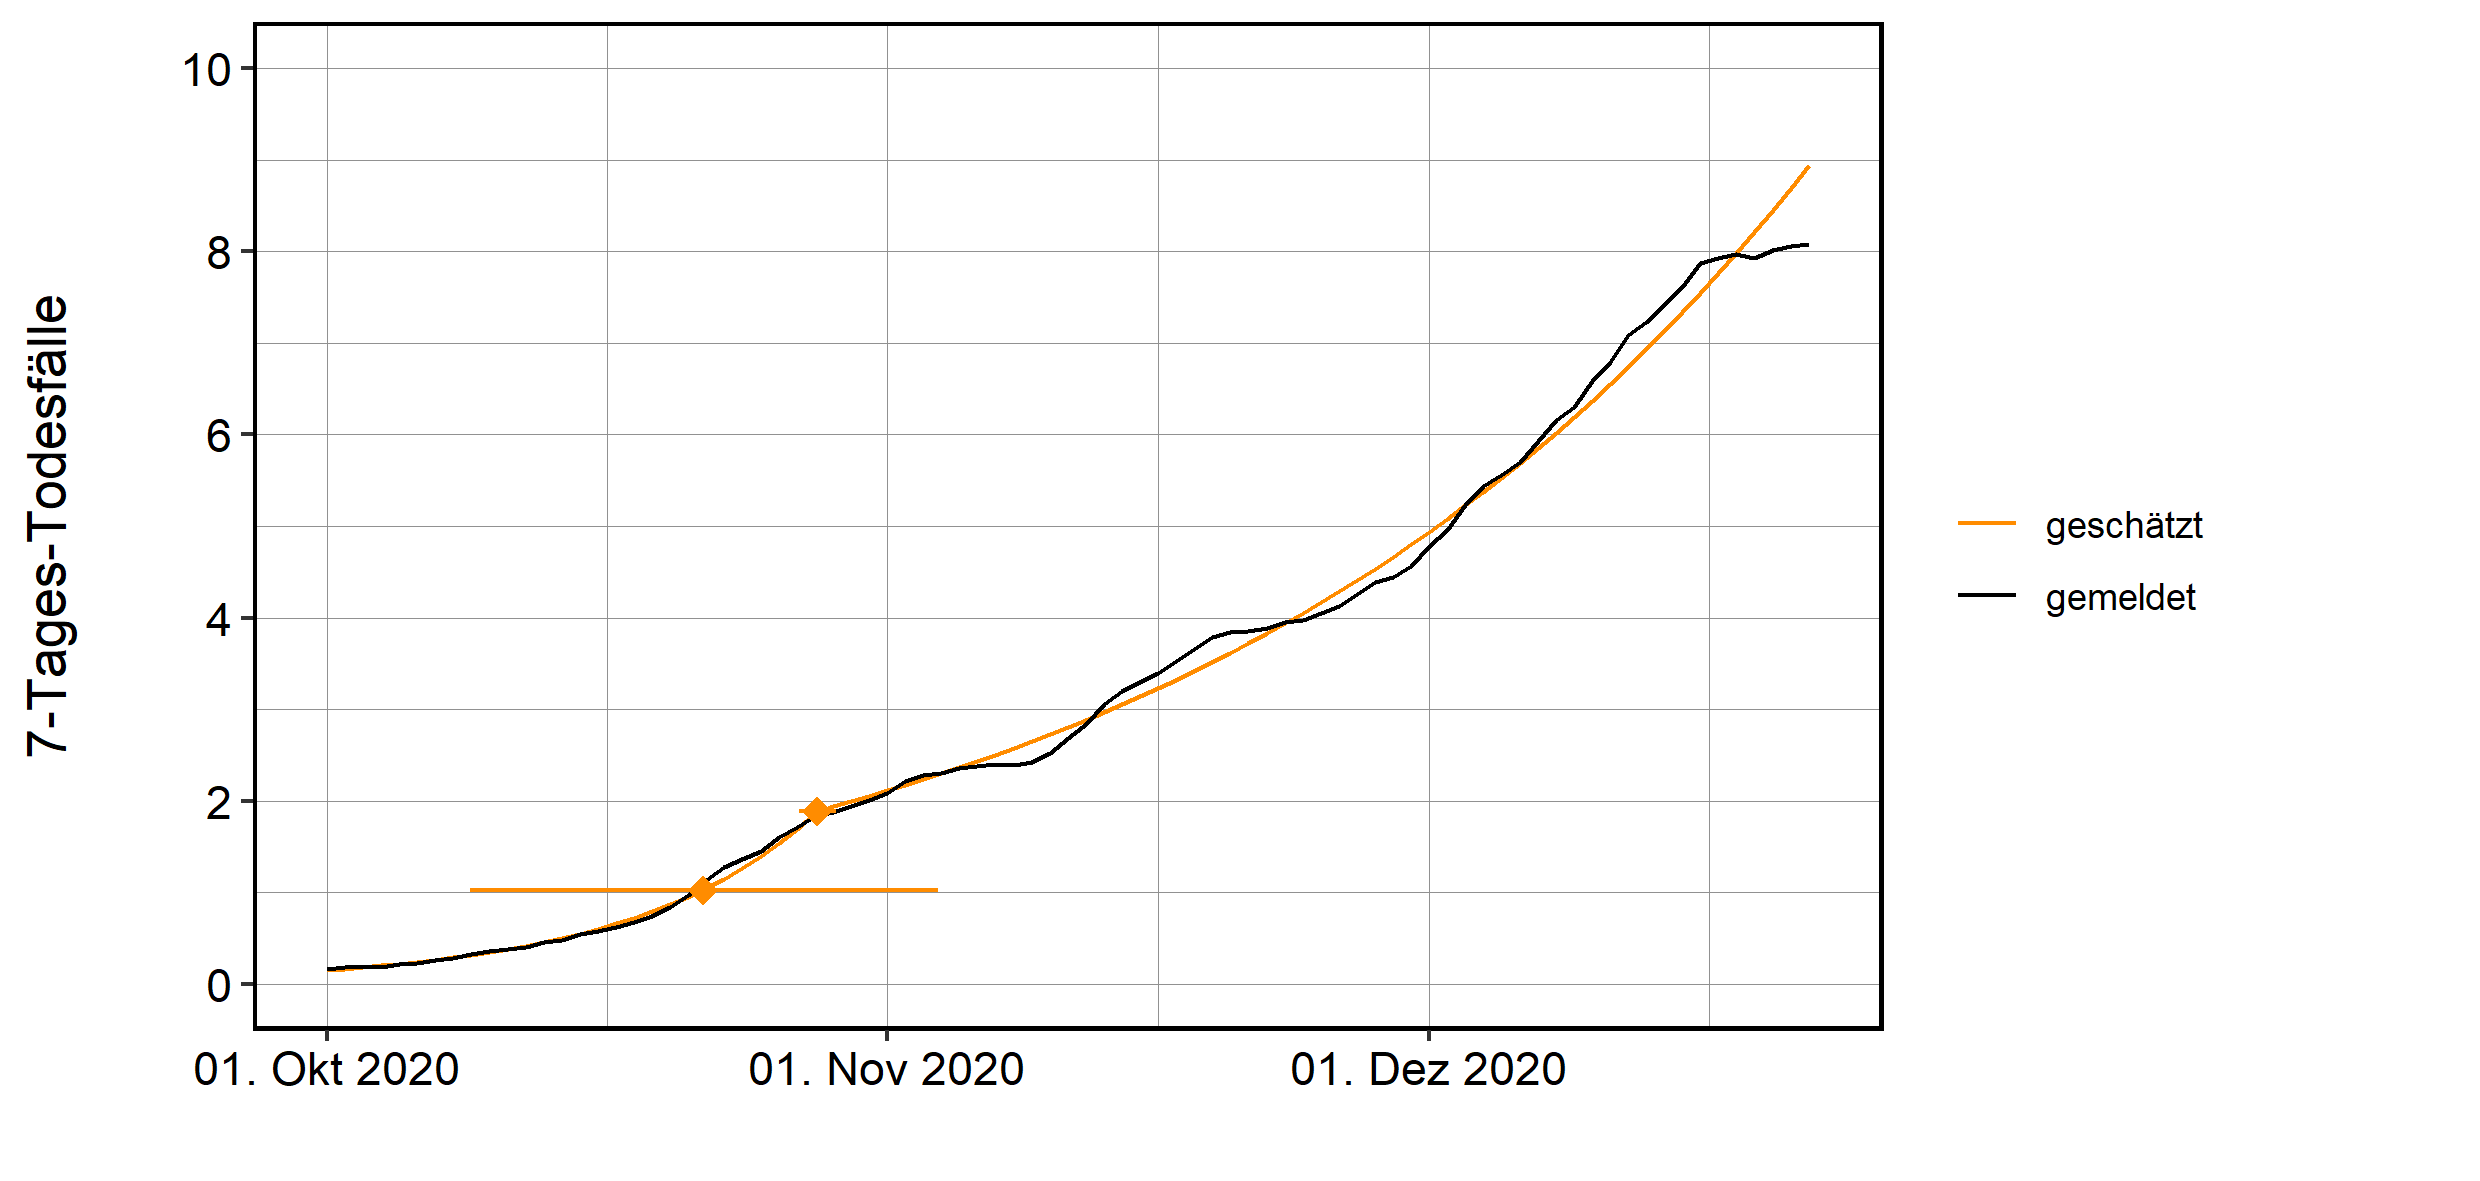 7-Tages-Todesfälle
10
8
6
4
2
0
01. Okt 2020
01. Nov 2020
01. Dez 2020
geschätzt
gemeldet